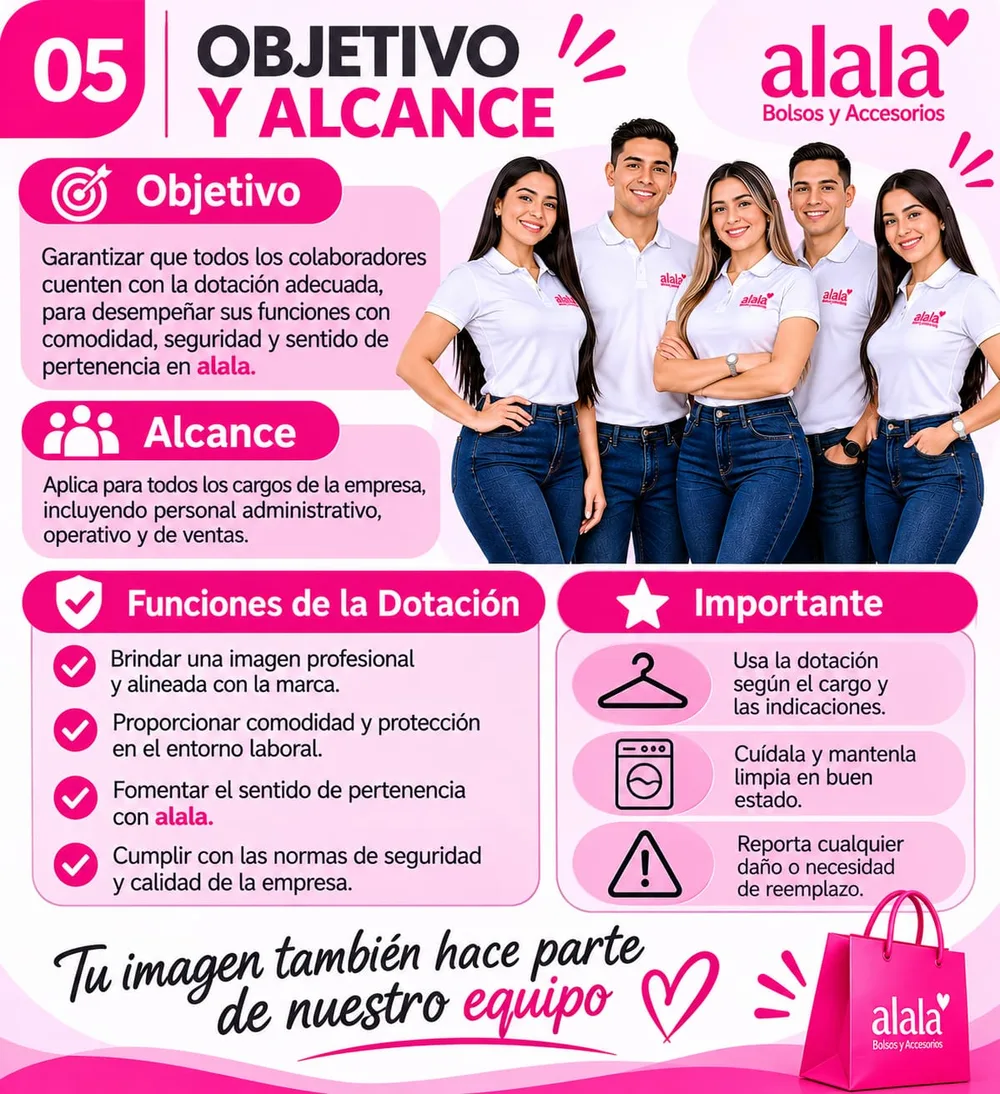 05
OBJETIVO
Y ALCANCE
alala
Bolsos y Accesorios
Objetivo
Garantizar que todos los colaboradores
cuenten con la dotación adecuada,
para desempeñar sus funciones con
comodidad, seguridad y sentido de
pertenencia en alala.
alala
alala
alala
alala
alala
Alcance
Aplica para todos los cargos de la empresa,
incluyendo personal administrativo,
operativo y de ventas.
Funciones de la Dotación
Brindar una imagen profesional
y alineada con la marca.
Proporcionar comodidad y protección
en el entorno laboral.
Fomentar el sentido de pertenencia
con alala.
Cumplir con las normas de seguridad
y calidad de la empresa.
Importante
Usa la dotación
según el cargo y
las indicaciones.
Cuídala y mantenla
limpia en buen
estado.
Reporta cualquier
daño o necesidad
de reemplazo.
Tu imagen también hace parte
de nuestro equipo
alala
Bolsos y Accesorios